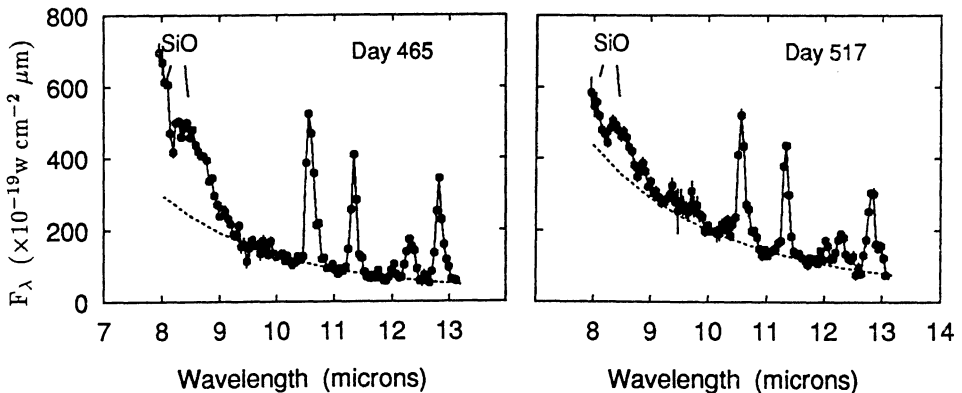 800
600
400
200
0
F_λ (×10⁻¹⁹w cm⁻² μm)
SiO
Day 465
7 8 9 10 11 12 13
Wavelength (microns)
SiO
Day 517
8 9 10 11 12 13 14
Wavelength (microns)